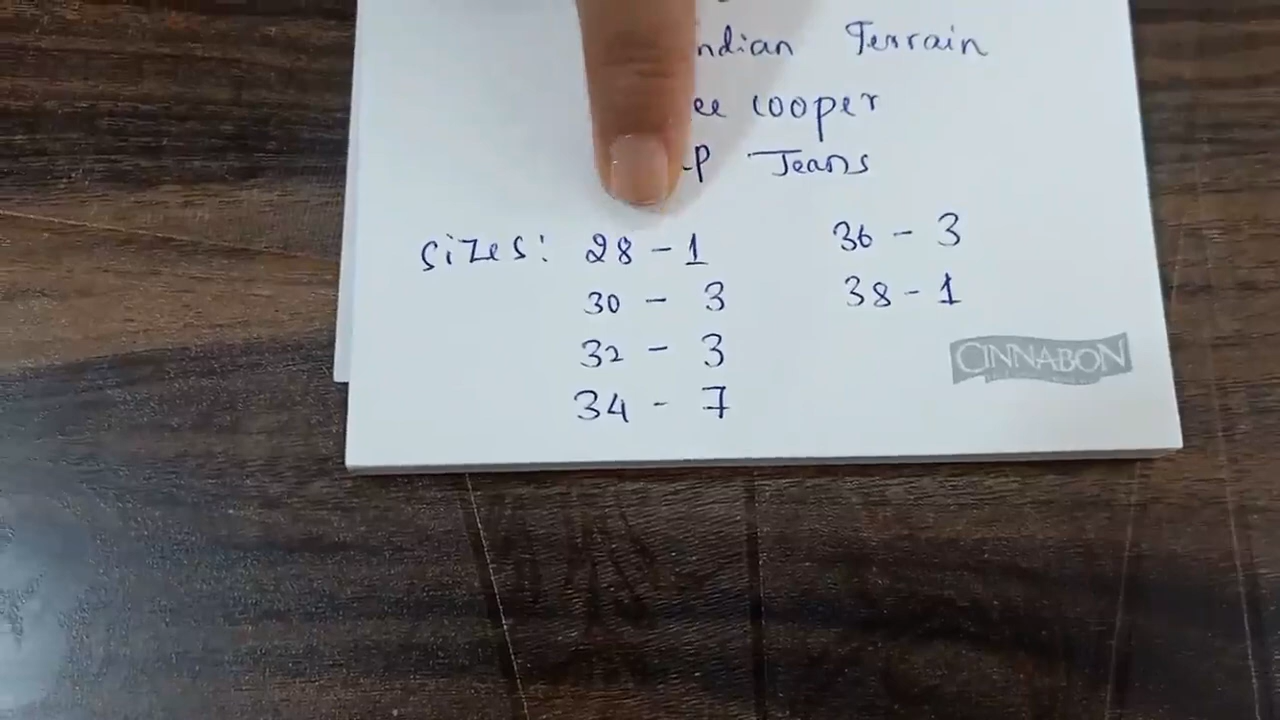 ndian Terrain
ee cooper
P Jeans
sizes: 28 - 1
30 - 3
32 - 3
34 - 7
36 - 3
38 - 1
CINNABON